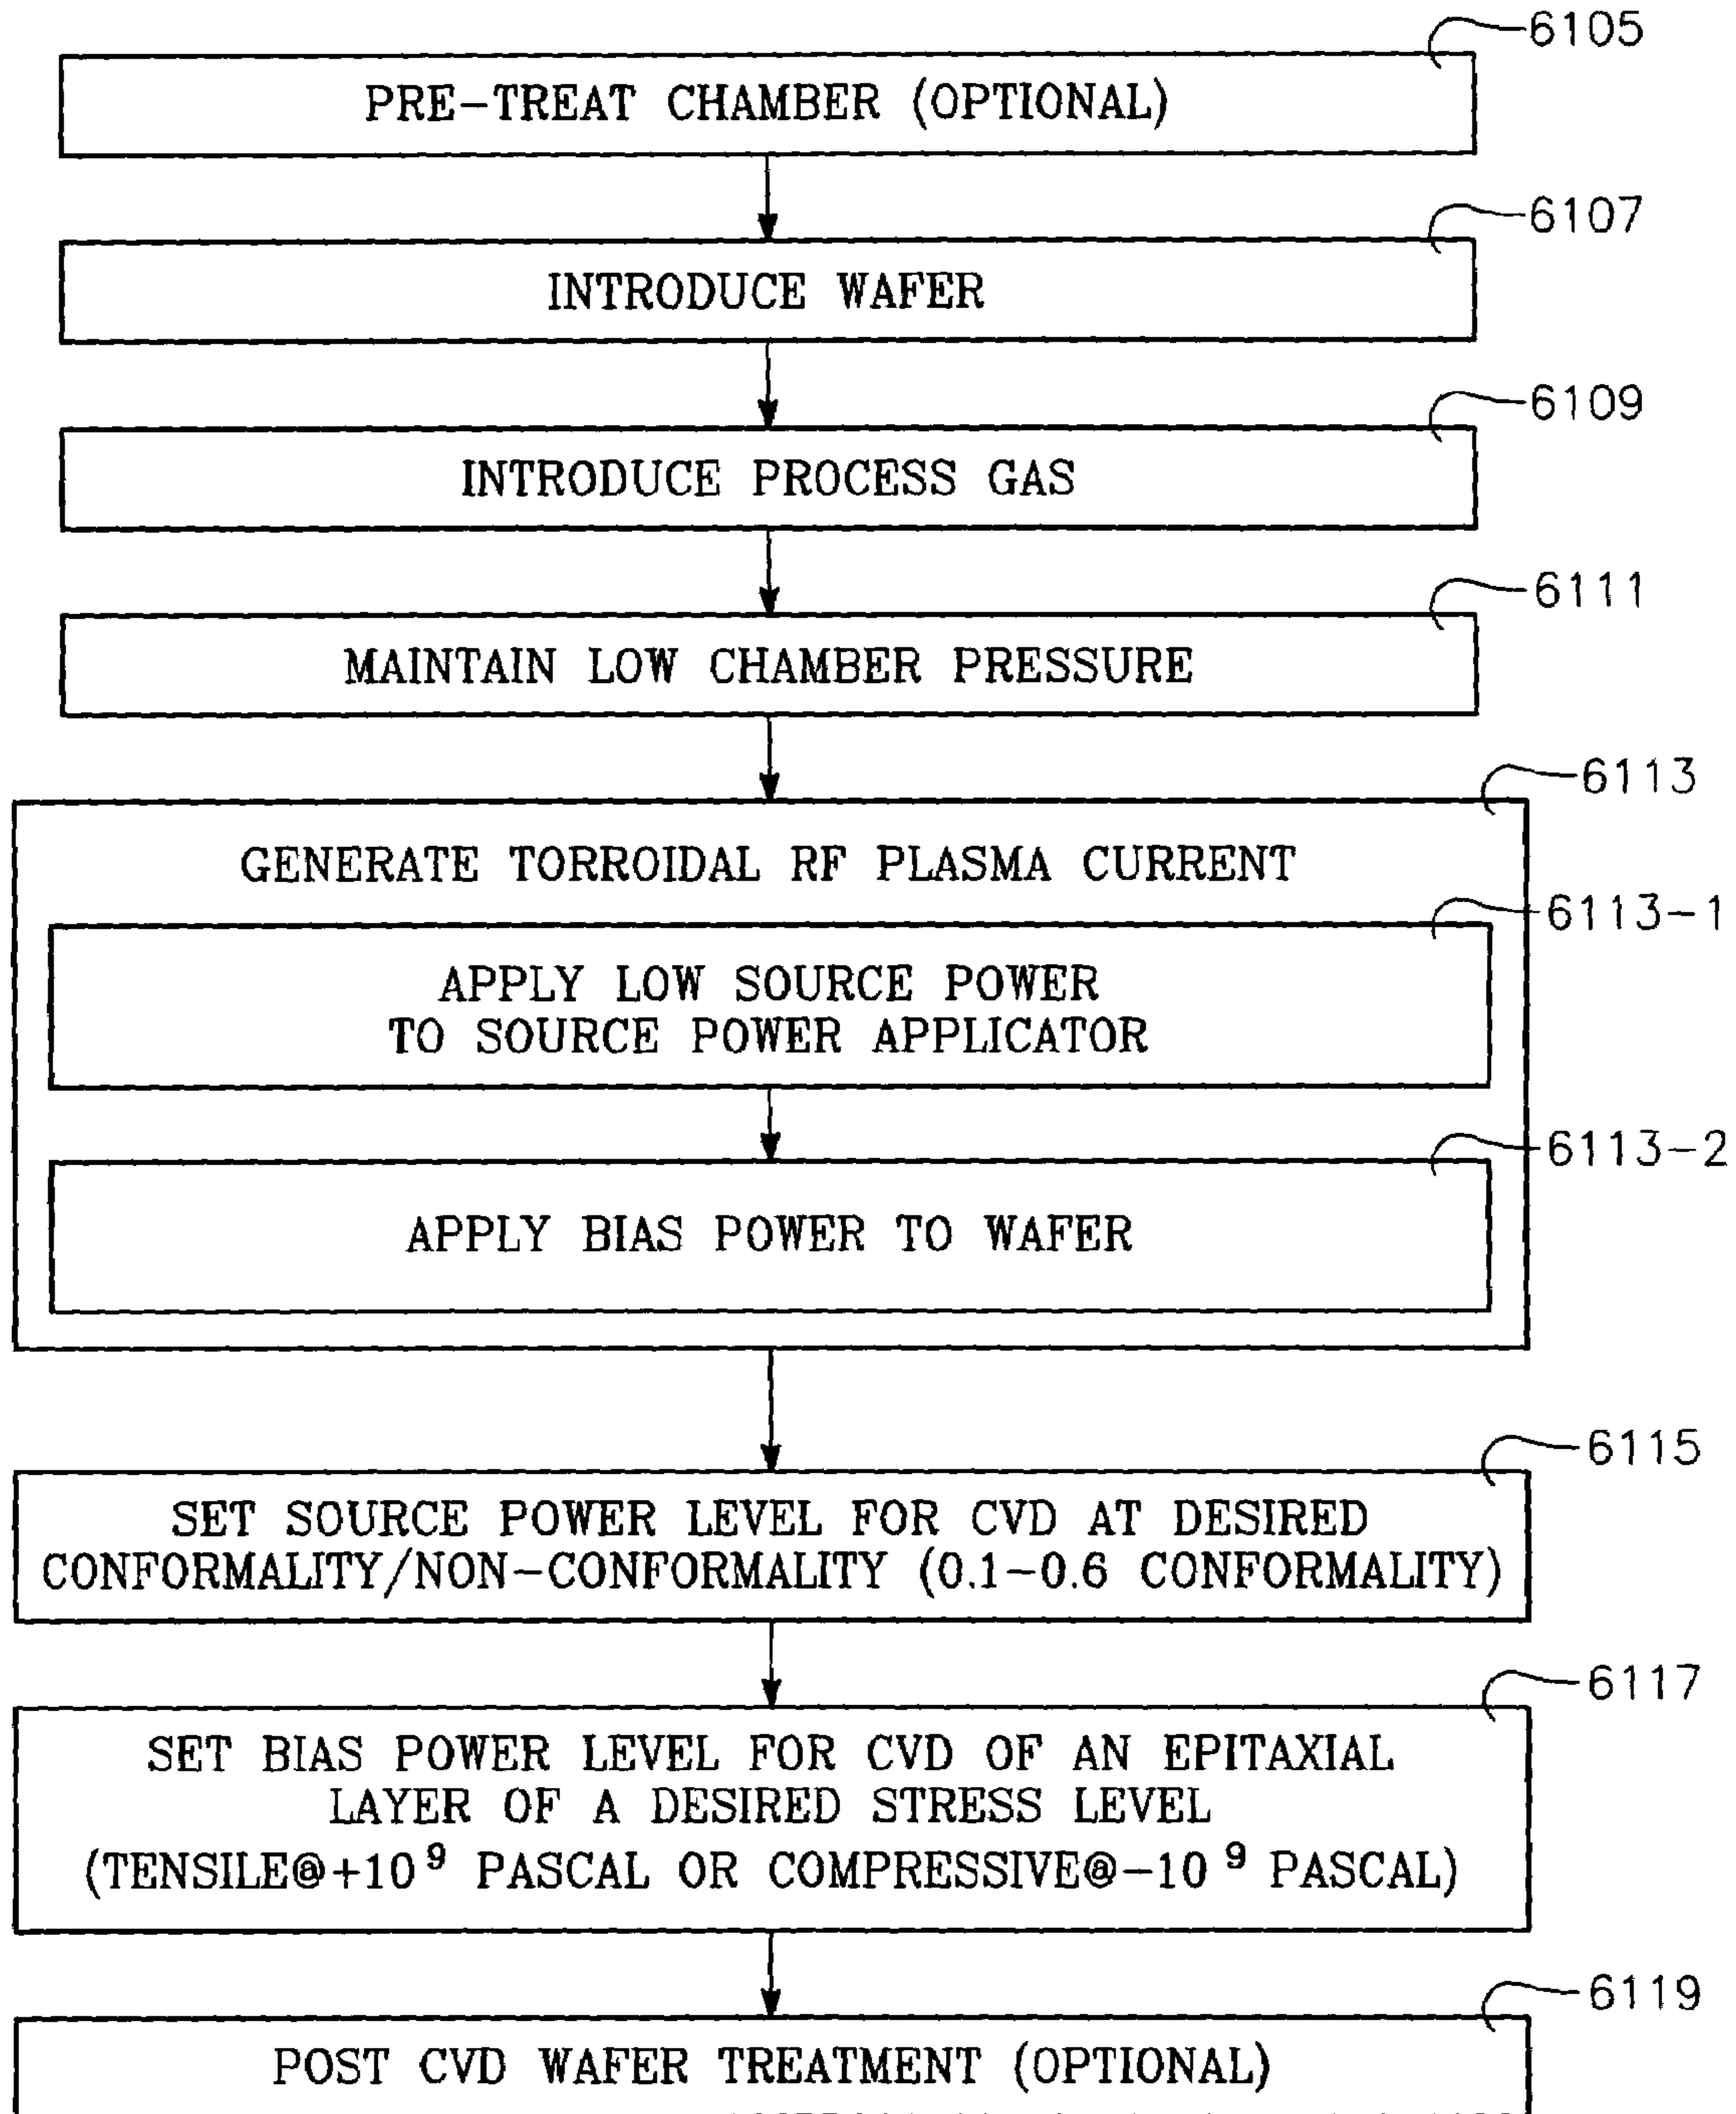 6105
PRE-TREAT CHAMBER (OPTIONAL)
6107
INTRODUCE WAFER
6109
INTRODUCE PROCESS GAS
6111
MAINTAIN LOW CHAMBER PRESSURE
6113
GENERATE TORROIDAL RF PLASMA CURRENT
6113-1
APPLY LOW SOURCE POWER
TO SOURCE POWER APPLICATOR
6113-2
APPLY BIAS POWER TO WAFER
6115
SET SOURCE POWER LEVEL FOR CVD AT DESIRED
CONFORMALITY/NON-CONFORMALITY (0.1-0.6 CONFORMALITY)
6117
SET BIAS POWER LEVEL FOR CVD OF AN EPITAXIAL
LAYER OF A DESIRED STRESS LEVEL
(TENSILE@+10⁹ PASCAL OR COMPRESSIVE@-10⁹ PASCAL)
6119
POST CVD WAFER TREATMENT (OPTIONAL)